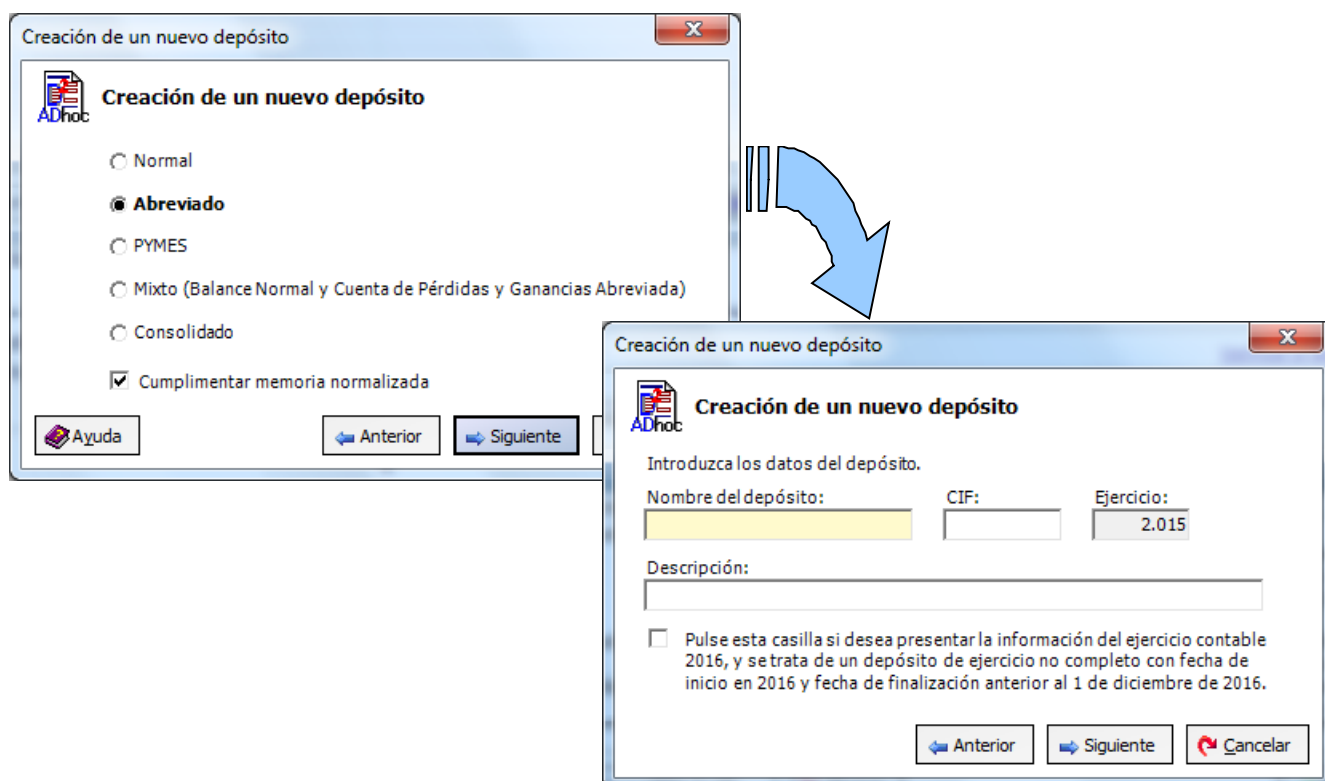 Creación de un nuevo depósito
X
ADhoc
Creación de un nuevo depósito
Normal
Abreviado
PYMES
Mixto (Balance Normal y Cuenta de Pérdidas y Ganancias Abreviada)
Consolidado
Cumplimentar memoria normalizada
Ayuda
Anterior
Siguiente
Creación de un nuevo depósito
X
ADhoc
Creación de un nuevo depósito
Introduzca los datos del depósito.
Nombre del depósito: CIF: Ejercicio:
2.015
Descripción:
Pulse esta casilla si desea presentar la información del ejercicio contable
2016, y se trata de un depósito de ejercicio no completo con fecha de
inicio en 2016 y fecha de finalización anterior al 1 de diciembre de 2016.
Anterior
Siguiente
Cancelar